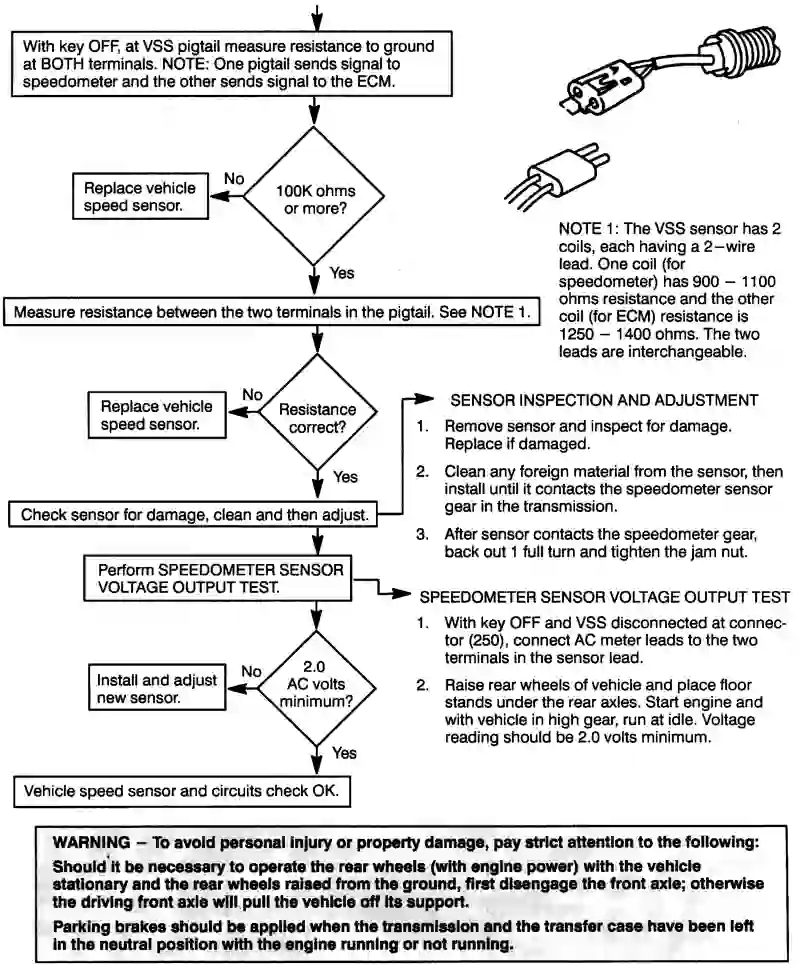 With key OFF, at VSS pigtail measure resistance to ground
at BOTH terminals. NOTE: One pigtail sends signal to
speedometer and the other sends signal to the ECM.
100K ohms
or more?
No
Replace vehicle
speed sensor.
Yes
A
B
NOTE 1: The VSS sensor has 2
coils, each having a 2–wire
lead. One coil (for
speedometer) has 900 – 1100
ohms resistance and the other
coil (for ECM) resistance is
1250 – 1400 ohms. The two
leads are interchangeable.
Measure resistance between the two terminals in the pigtail. See NOTE 1.
Resistance
correct?
No
Replace vehicle
speed sensor.
Yes
Check sensor for damage, clean and then adjust.
SENSOR INSPECTION AND ADJUSTMENT
1. Remove sensor and inspect for damage.
Replace if damaged.
2. Clean any foreign material from the sensor, then
install until it contacts the speedometer sensor
gear in the transmission.
3. After sensor contacts the speedometer gear,
back out 1 full turn and tighten the jam nut.
Perform SPEEDOMETER SENSOR
VOLTAGE OUTPUT TEST.
SPEEDOMETER SENSOR VOLTAGE OUTPUT TEST
1. With key OFF and VSS disconnected at connec-
tor (250), connect AC meter leads to the two
terminals in the sensor lead.
2. Raise rear wheels of vehicle and place floor
stands under the rear axles. Start engine and
with vehicle in high gear, run at idle. Voltage
reading should be 2.0 volts minimum.
2.0
AC volts
minimum?
No
Install and adjust
new sensor.
Yes
Vehicle speed sensor and circuits check OK.
WARNING – To avoid personal injury or property damage, pay strict attention to the following:
Should it be necessary to operate the rear wheels (with engine power) with the vehicle
stationary and the rear wheels raised from the ground, first disengage the front axle; otherwise
the driving front axle will pull the vehicle off its support.
Parking brakes should be applied when the transmission and the transfer case have been left
in the neutral position with the engine running or not running.